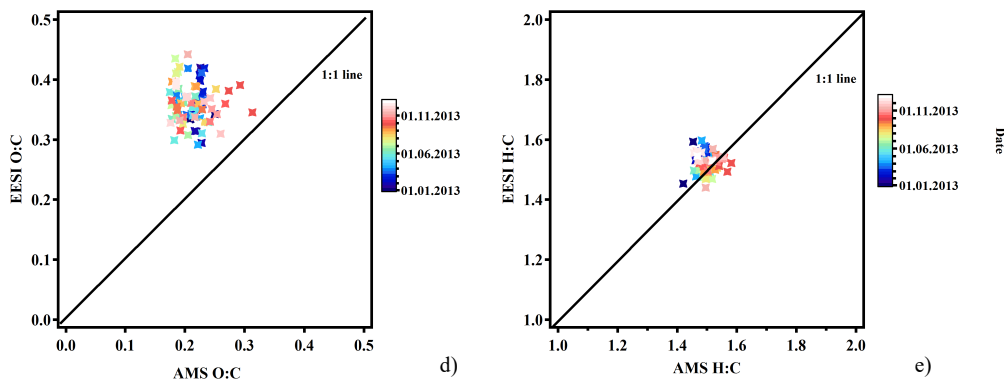 0.5
0.4
0.3
0.2
0.1
0.0
EESI O:C
0.0 0.1 0.2 0.3 0.4 0.5
AMS O:C
1:1 line
01.11.2013
01.06.2013
01.01.2013
d)
2.0
1.8
1.6
1.4
1.2
1.0
EESI H:C
1.0 1.2 1.4 1.6 1.8 2.0
AMS H:C
1:1 line
01.11.2013
01.06.2013
01.01.2013
Date
e)